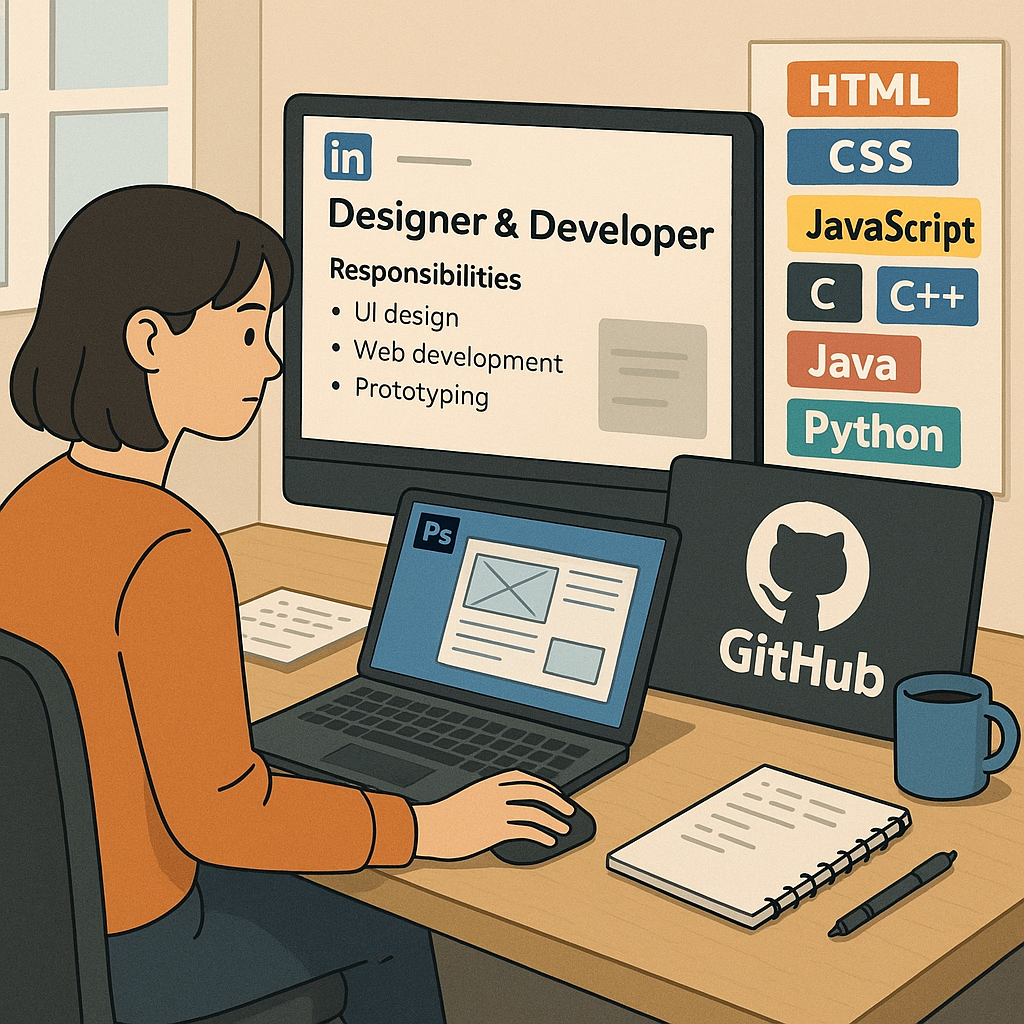 in
Designer & Developer
Responsibilities
• UI design
• Web development
• Prototyping
HTML
CSS
JavaScript
C C++
Java
Python
Ps
GitHub